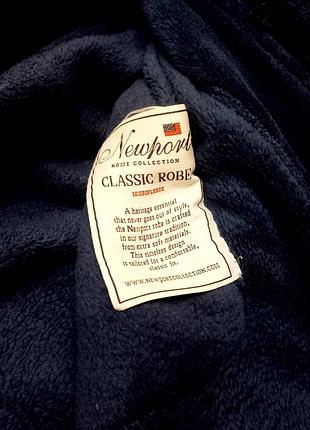 Newport
HOME COLLECTION
CLASSIC ROBE
MICROFLEECE
A heritage essential
that never goes out of style,
the Newport robe is crafted
in our signature tradition,
from extra soft materials.
This timeless design
is tailored for a comfortable,
classic fit.
WWW.NEWPORTCOLLECTION.COM